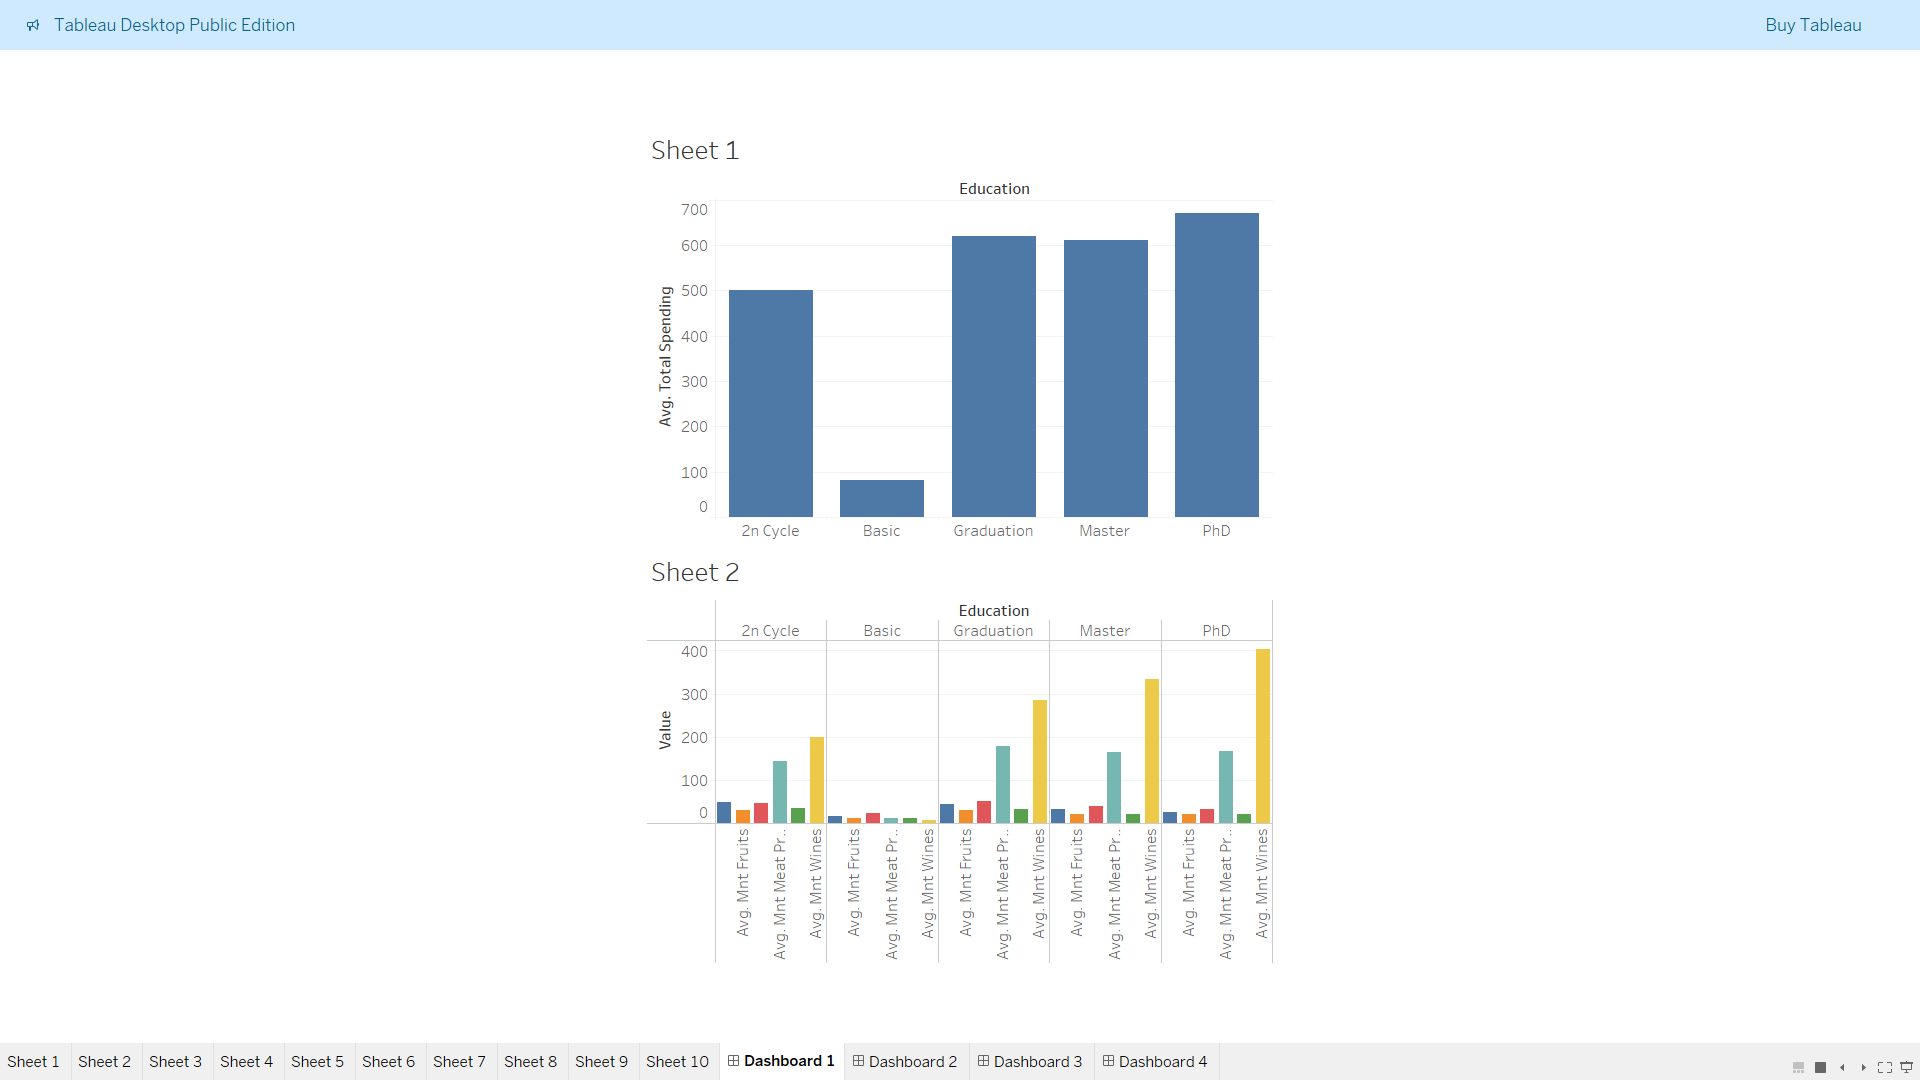 Tableau Desktop Public Edition
Buy Tableau
Sheet 1
Education
700
600
500
400
300
200
100
0
Avg. Total Spending
2n Cycle Basic Graduation Master PhD
Sheet 2
Education
2n Cycle Basic Graduation Master PhD
400
300
200
100
0
Value
Avg. Mnt Fruits
Avg. Mnt Meat Pr..
Avg. Mnt Wines
Avg. Mnt Fruits
Avg. Mnt Meat Pr..
Avg. Mnt Wines
Avg. Mnt Fruits
Avg. Mnt Meat Pr..
Avg. Mnt Wines
Avg. Mnt Fruits
Avg. Mnt Meat Pr..
Avg. Mnt Wines
Avg. Mnt Fruits
Avg. Mnt Meat Pr..
Avg. Mnt Wines
Sheet 1 Sheet 2 Sheet 3 Sheet 4 Sheet 5 Sheet 6 Sheet 7 Sheet 8 Sheet 9 Sheet 10 Dashboard 1 Dashboard 2 Dashboard 3 Dashboard 4